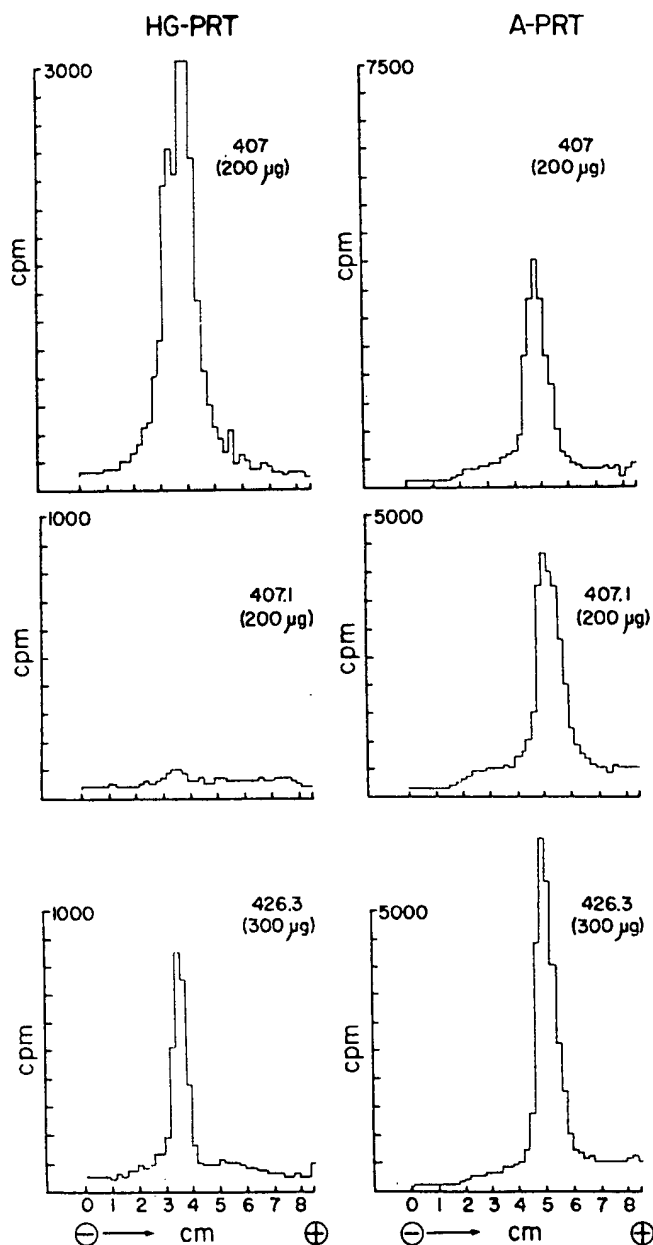 HG-PRT A-PRT
3000 7500
407
(200 µg)
407
(200 µg)
cpm cpm
1000 5000
407.1
(200 µg)
407.1
(200 µg)
cpm cpm
1000 5000
426.3
(300 µg)
426.3
(300 µg)
cpm cpm
0 1 2 3 4 5 6 7 8 0 1 2 3 4 5 6 7 8
⊖ → cm ⊕ ⊖ → cm ⊕